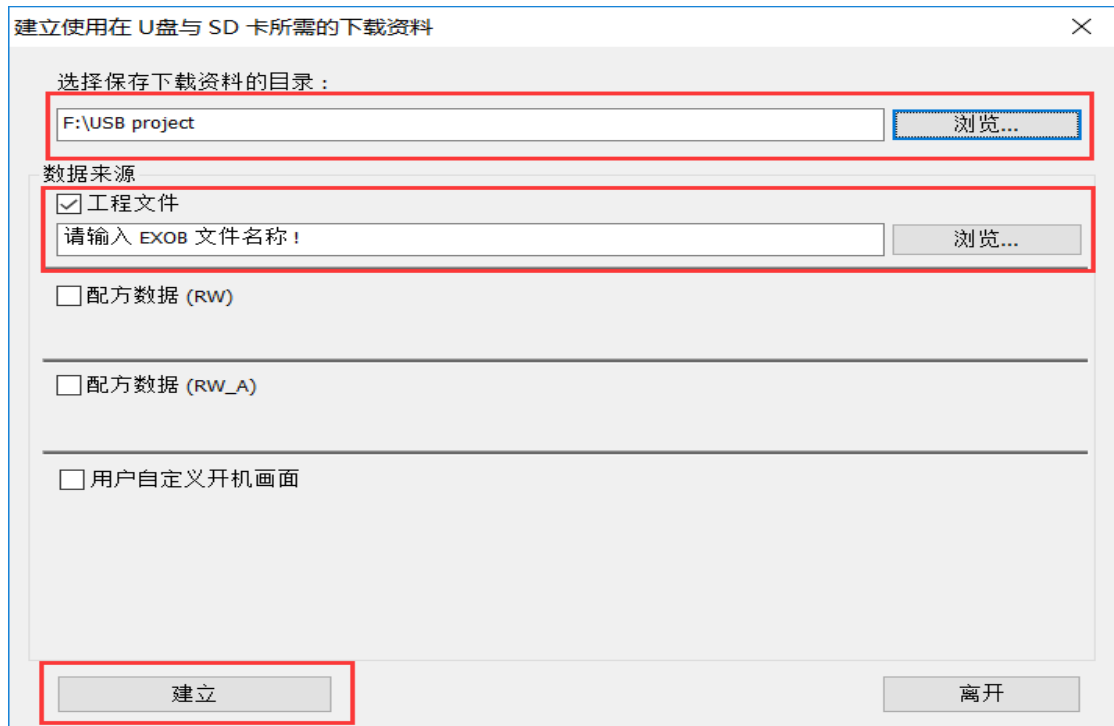 建立使用在 U盘与 SD 卡所需的下载资料
选择保存下载资料的目录：
F:\USB project
浏览...
数据来源
工程文件
请输入 EXOB 文件名称！
浏览...
配方数据 (RW)
配方数据 (RW_A)
用户自定义开机画面
建立
离开